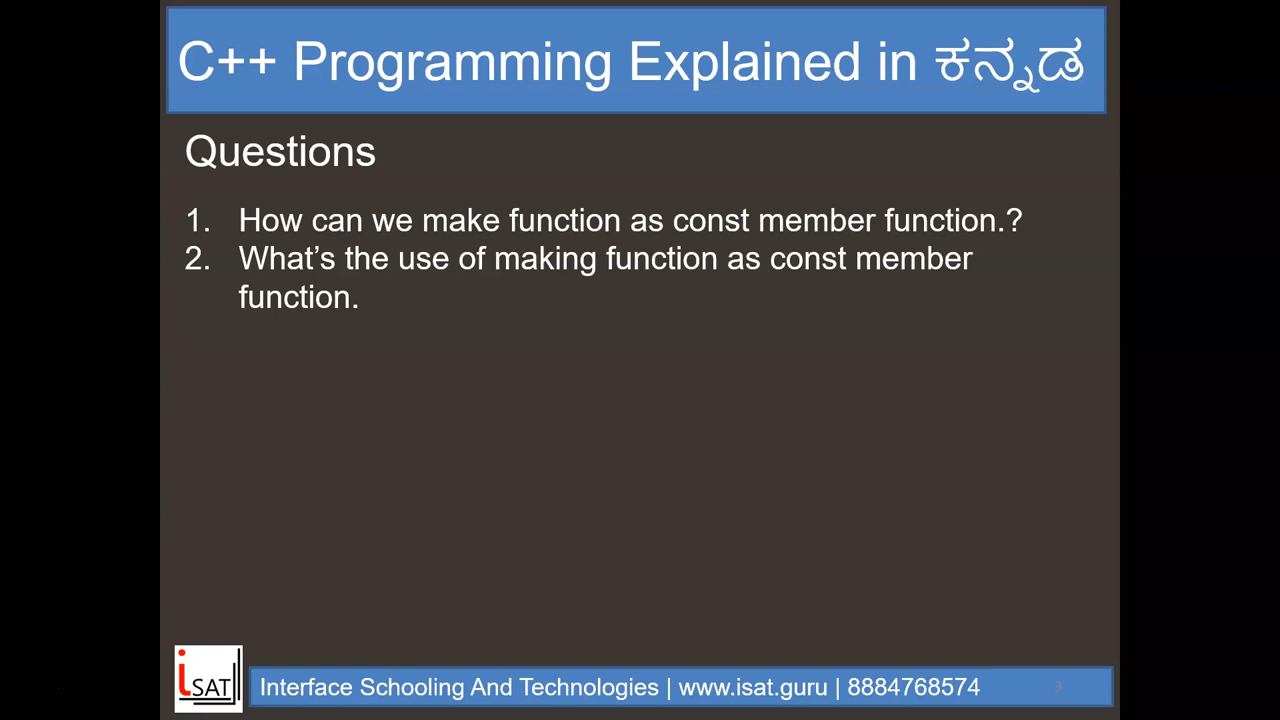 C++ Programming Explained in ಕನ್ನಡ
Questions
1. How can we make function as const member function.?
2. What’s the use of making function as const member
function.
iSAT
Interface Schooling And Technologies | www.isat.guru | 8884768574
3